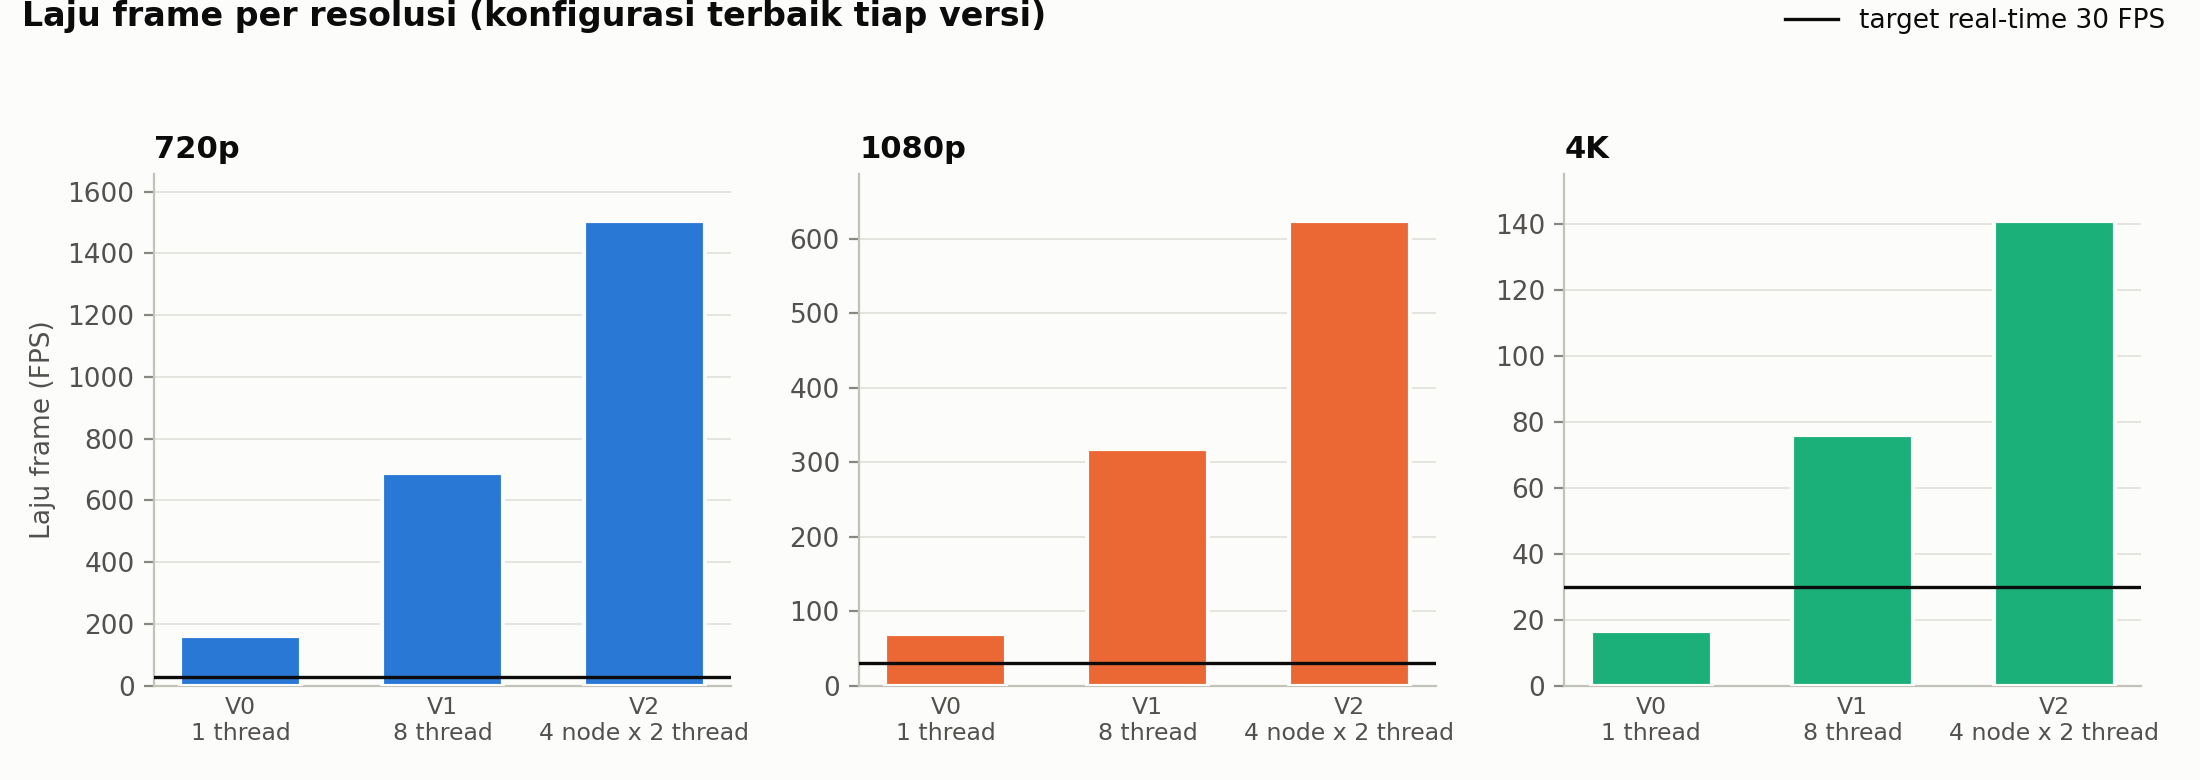 Laju frame per resolusi (konfigurasi terbaik tiap versi)
target real-time 30 FPS
720p
Laju frame (FPS)
1600
1400
1200
1000
800
600
400
200
0
V0
1 thread
V1
8 thread
V2
4 node x 2 thread
1080p
600
500
400
300
200
100
0
V0
1 thread
V1
8 thread
V2
4 node x 2 thread
4K
140
120
100
80
60
40
20
0
V0
1 thread
V1
8 thread
V2
4 node x 2 thread